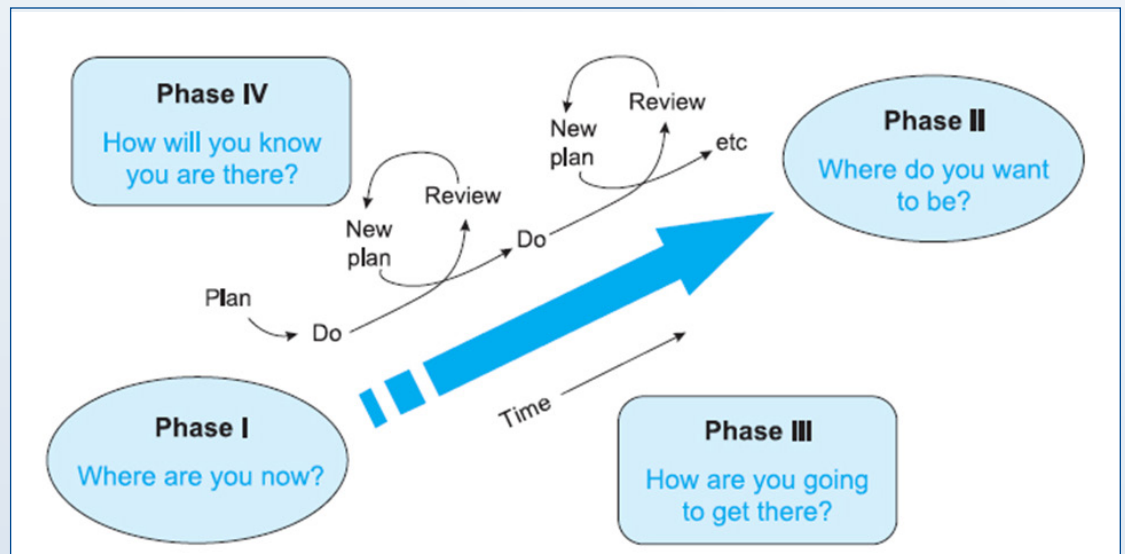 Phase IV
How will you know
you are there?
Review
New
plan
etc
Phase II
Where do you want
to be?
Review
New
plan
Do
Plan
Do
Time
Phase I
Where are you now?
Phase III
How are you going
to get there?